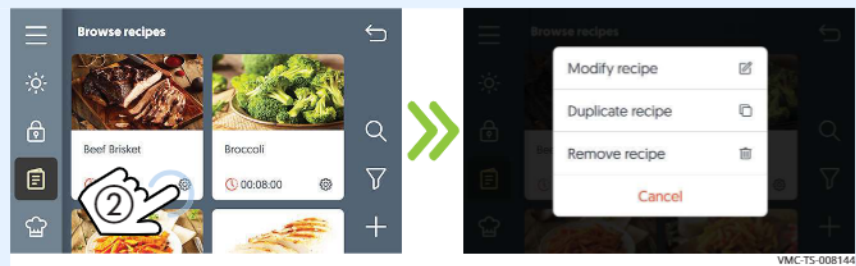 Browse recipes
Beef Brisket
Broccoli
2
00:08:00
Browse recipes
Modify recipe
Duplicate recipe
Remove recipe
Cancel
VMC-TS-008144